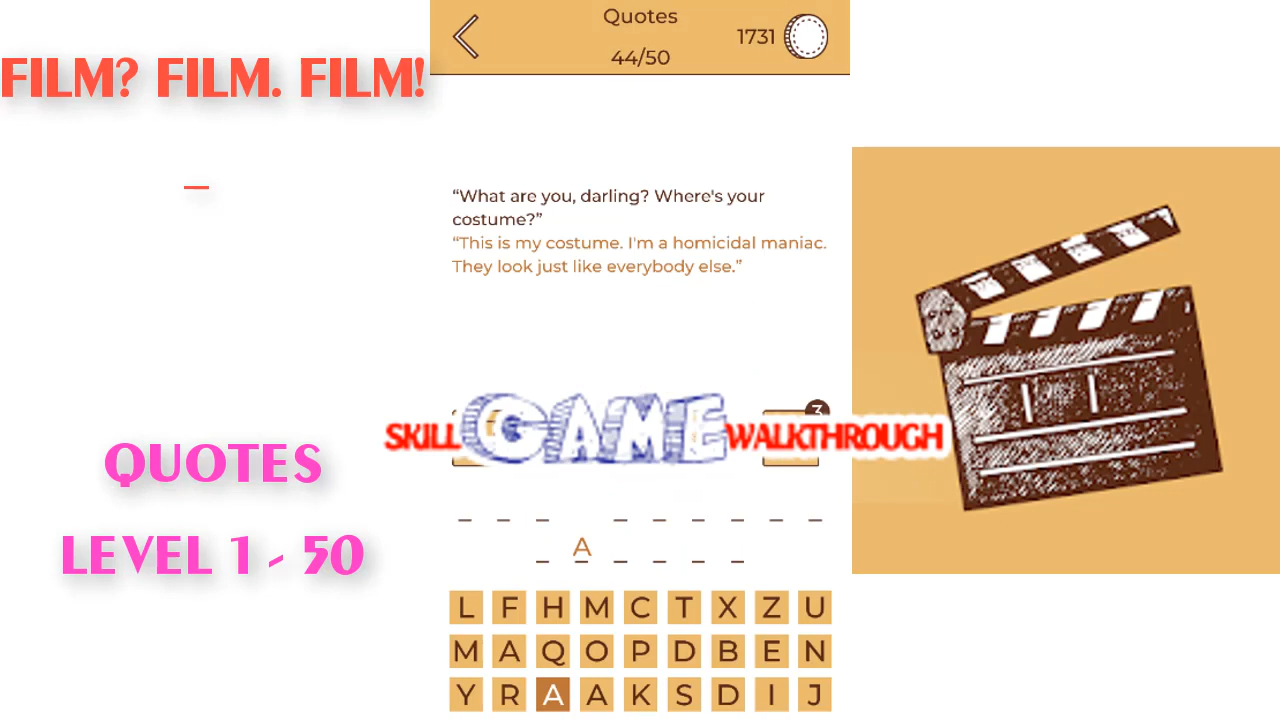 FILM? FILM. FILM!
–
QUOTES
LEVEL 1 - 50
Quotes
44/50
1731
“What are you, darling? Where's your
costume?”
“This is my costume. I'm a homicidal maniac.
They look just like everybody else.”
3
SKILL GAME WALKTHROUGH
_ _ _ _ _ _ _ _ _
_ A _ _ _ _
L F H M C T X Z U
M A Q O P D B E N
Y R A A K S D I J